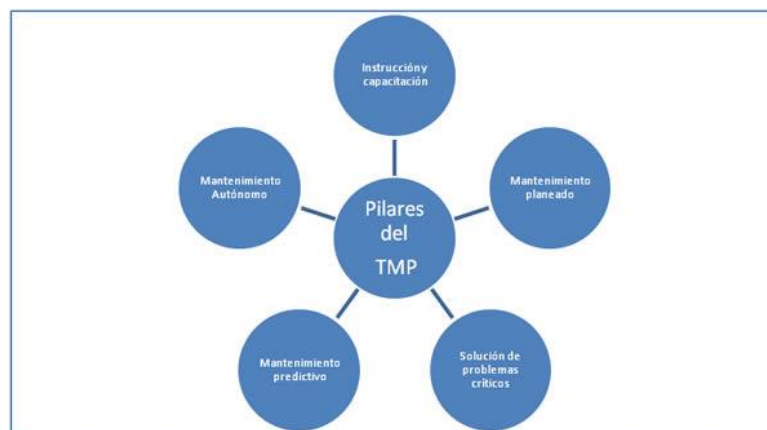 Instrucción y
capacitación
Mantenimiento
Autónomo
Mantenimiento
planeado
Pilares
del
TMP
Mantenimiento
predictivo
Solución de
problemas
críticos